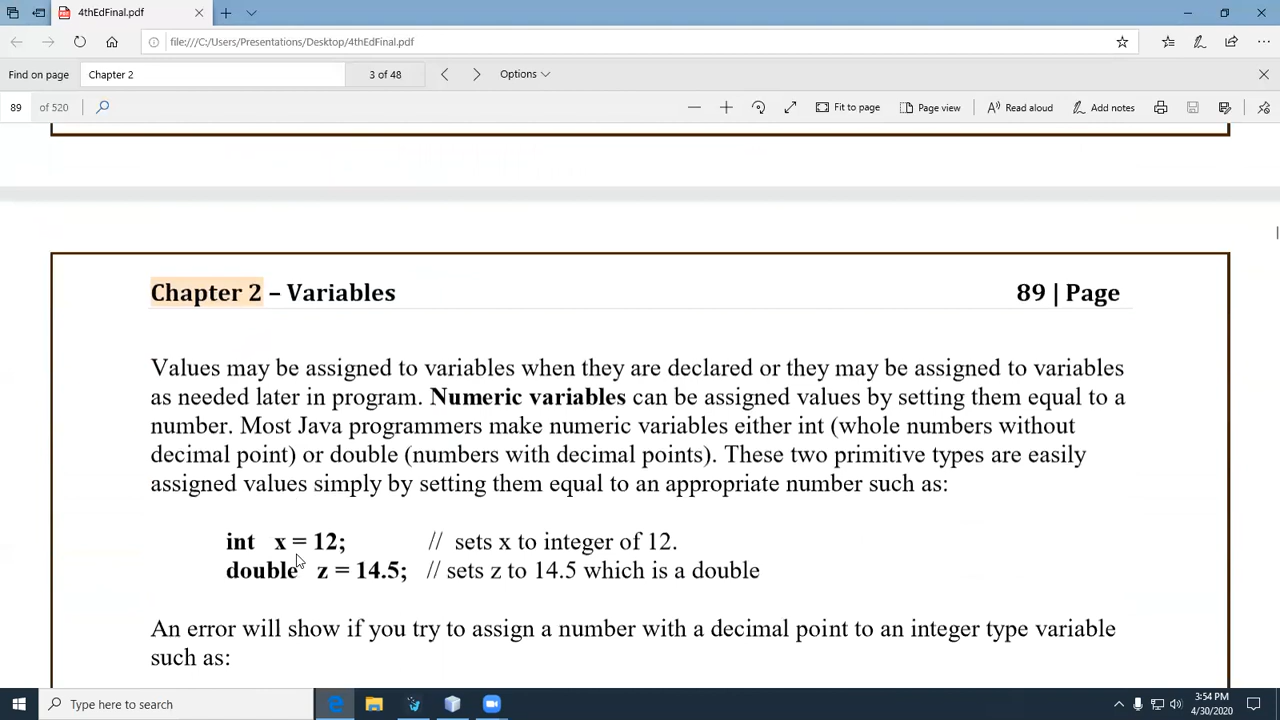 4thEdFinal.pdf
file:///C:/Users/Presentations/Desktop/4thEdFinal.pdf
Find on page Chapter 2 3 of 48 Options
89 of 520 Fit to page Page view Read aloud Add notes
Chapter 2 – Variables 89 | Page
Values may be assigned to variables when they are declared or they may be assigned to variables
as needed later in program. Numeric variables can be assigned values by setting them equal to a
number. Most Java programmers make numeric variables either int (whole numbers without
decimal point) or double (numbers with decimal points). These two primitive types are easily
assigned values simply by setting them equal to an appropriate number such as:
int x = 12; // sets x to integer of 12.
double z = 14.5; // sets z to 14.5 which is a double
An error will show if you try to assign a number with a decimal point to an integer type variable
such as:
Type here to search
3:54 PM
4/30/2020